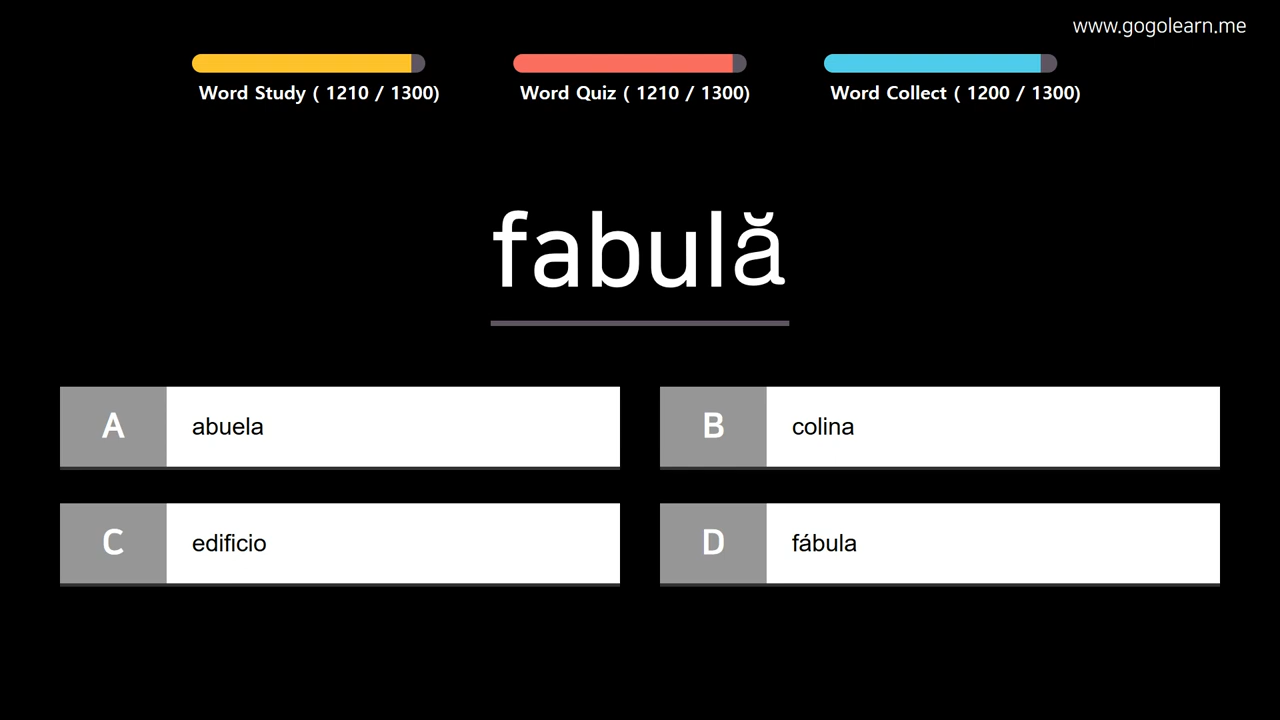 www.gogolearn.me
Word Study ( 1210 / 1300)
Word Quiz ( 1210 / 1300)
Word Collect ( 1200 / 1300)
fabulă
A abuela
B colina
C edificio
D fábula